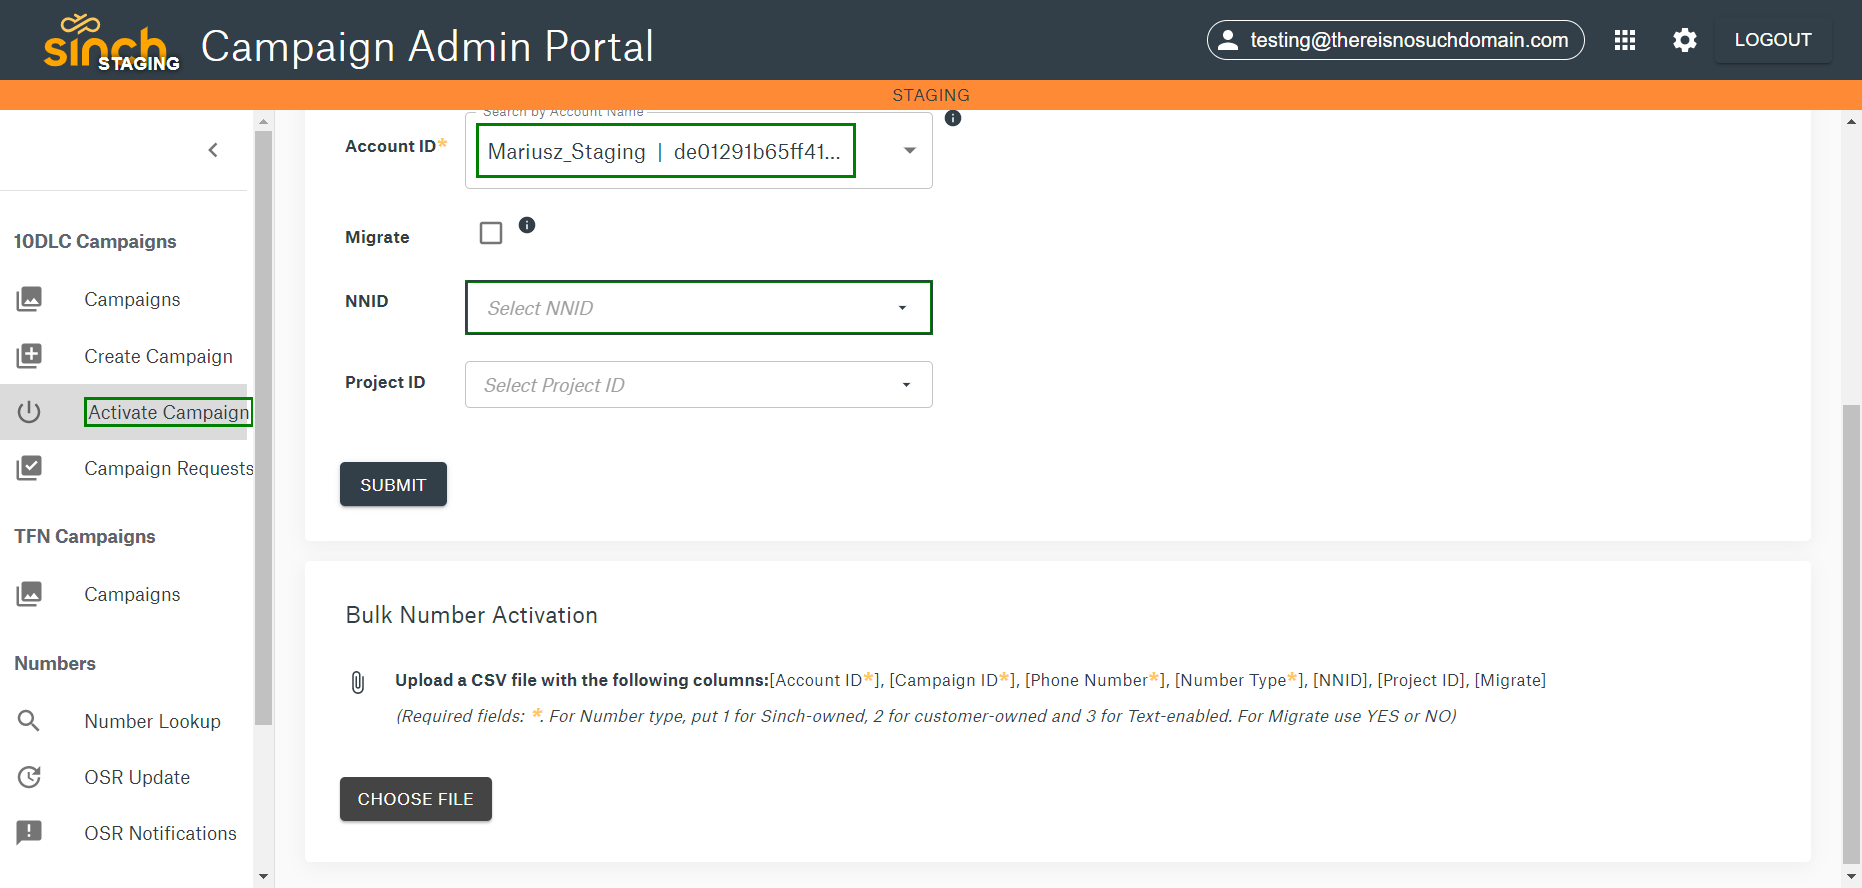 sinch
STAGING
Campaign Admin Portal
testing@thereisnosuchdomain.com
LOGOUT
STAGING
10DLC Campaigns
Campaigns
Create Campaign
Activate Campaign
Campaign Requests
TFN Campaigns
Campaigns
Numbers
Number Lookup
OSR Update
OSR Notifications
Search by Account Name
Account ID*
Mariusz_Staging | de01291b65ff41...
Migrate
NNID
Select NNID
Project ID
Select Project ID
SUBMIT
Bulk Number Activation
Upload a CSV file with the following columns:[Account ID*], [Campaign ID*], [Phone Number*], [Number Type*], [NNID], [Project ID], [Migrate]
(Required fields: *. For Number type, put 1 for Sinch-owned, 2 for customer-owned and 3 for Text-enabled. For Migrate use YES or NO)
CHOOSE FILE